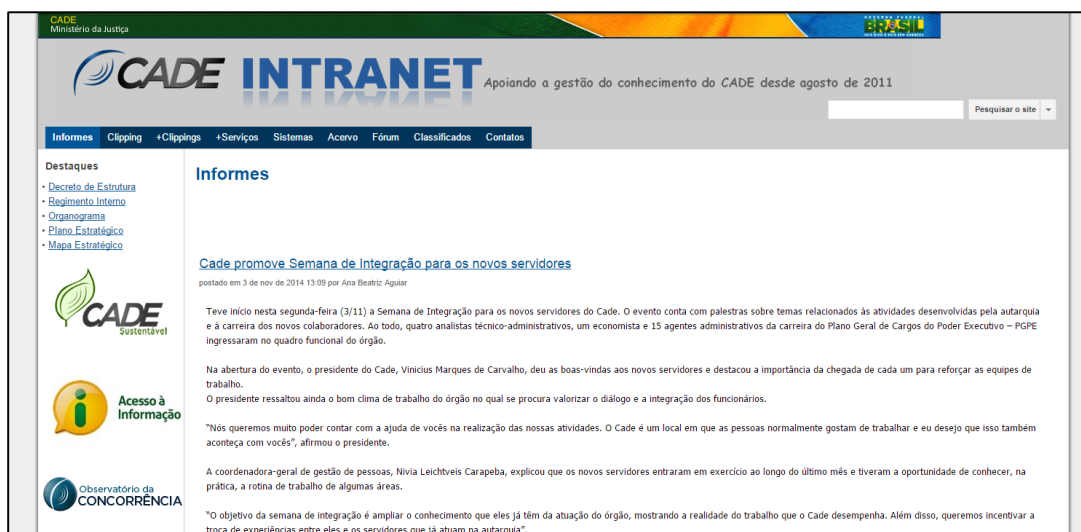 CADE
Ministério da Justiça
BRASIL
CADE INTRANET
Apoiando a gestão do conhecimento do CADE desde agosto de 2011
Pesquisar o site
Informes Clipping +Clippings +Serviços Sistemas Acervo Fórum Classificados Contatos
Destaques
• Decreto de Estrutura
• Regimento Interno
• Organograma
• Plano Estratégico
• Mapa Estratégico
CADE
Sustentável
Acesso à
Informação
Observatório da
CONCORRÊNCIA
Informes
Cade promove Semana de Integração para os novos servidores
postado em 3 de nov de 2014 13:09 por Ana Beatriz Aguiar
Teve início nesta segunda-feira (3/11) a Semana de Integração para os novos servidores do Cade. O evento conta com palestras sobre temas relacionados às atividades desenvolvidas pela autarquia
e à carreira dos novos colaboradores. Ao todo, quatro analistas técnico-administrativos, um economista e 15 agentes administrativos da carreira do Plano Geral de Cargos do Poder Executivo – PGPE
ingressaram no quadro funcional do órgão.
Na abertura do evento, o presidente do Cade, Vinicius Marques de Carvalho, deu as boas-vindas aos novos servidores e destacou a importância da chegada de cada um para reforçar as equipes de
trabalho.
O presidente ressaltou ainda o bom clima de trabalho do órgão no qual se procura valorizar o diálogo e a integração dos funcionários.
"Nós queremos muito poder contar com a ajuda de vocês na realização das nossas atividades. O Cade é um local em que as pessoas normalmente gostam de trabalhar e eu desejo que isso também
aconteça com vocês", afirmou o presidente.
A coordenadora-geral de gestão de pessoas, Nivia Leichtveis Carapeba, explicou que os novos servidores entraram em exercício ao longo do último mês e tiveram a oportunidade de conhecer, na
prática, a rotina de trabalho de algumas áreas.
"O objetivo da semana de integração é ampliar o conhecimento que eles já têm da atuação do órgão, mostrando a realidade do trabalho que o Cade desempenha. Além disso, queremos incentivar a
troca de experiências entre eles e os servidores que já atuam na autarquia".